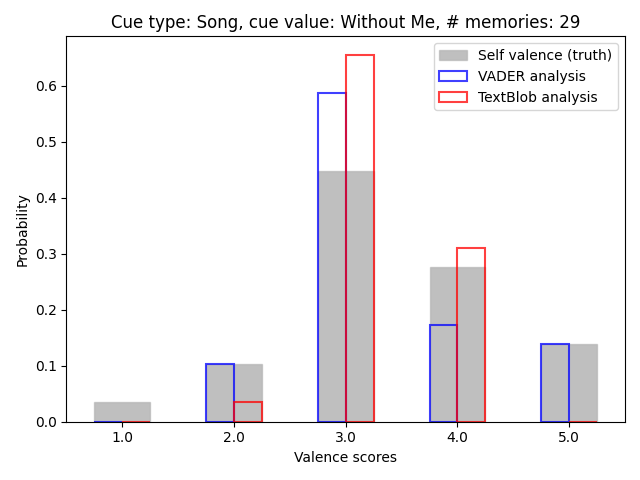 Cue type: Song, cue value: Without Me, # memories: 29
Self valence (truth)
VADER analysis
TextBlob analysis
Probability
0.6
0.5
0.4
0.3
0.2
0.1
0.0
1.0 2.0 3.0 4.0 5.0
Valence scores